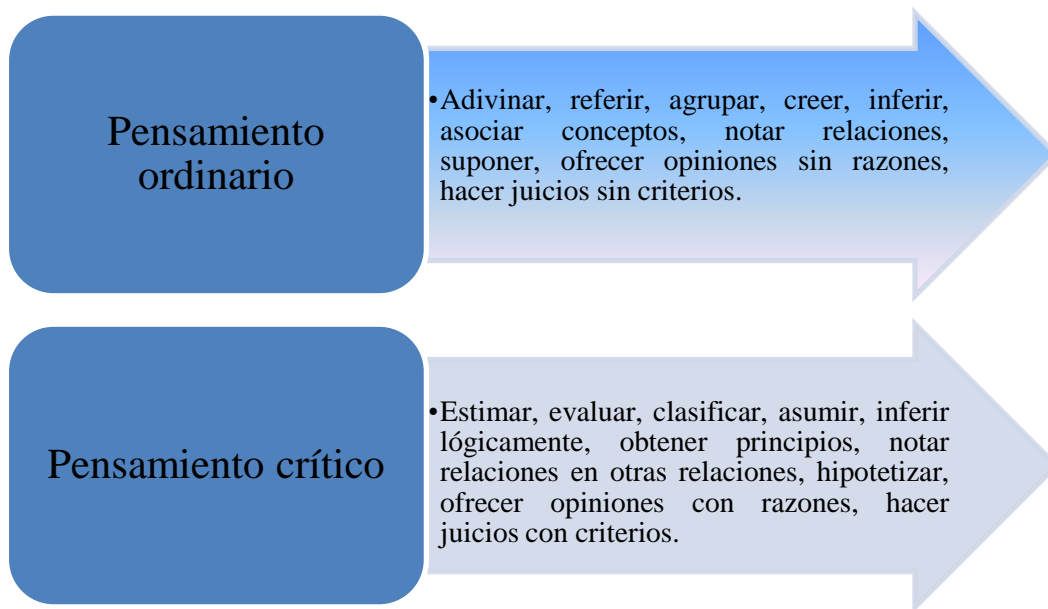 Pensamiento
ordinario
•Adivinar, referir, agrupar, creer, inferir,
asociar conceptos, notar relaciones,
suponer, ofrecer opiniones sin razones,
hacer juicios sin criterios.
Pensamiento crítico
•Estimar, evaluar, clasificar, asumir, inferir
lógicamente, obtener principios, notar
relaciones en otras relaciones, hipotetizar,
ofrecer opiniones con razones, hacer
juicios con criterios.